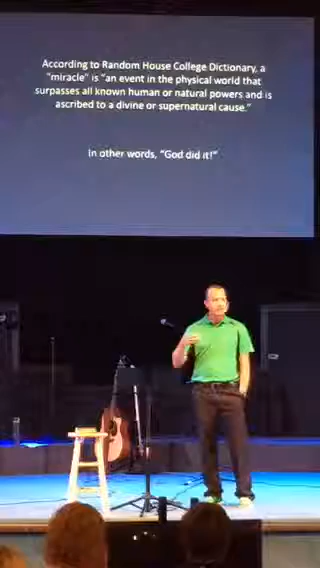 According to Random House College Dictionary, a
"miracle" is "an event in the physical world that
surpasses all known human or natural powers and is
ascribed to a divine or supernatural cause."
In other words, "God did it!"